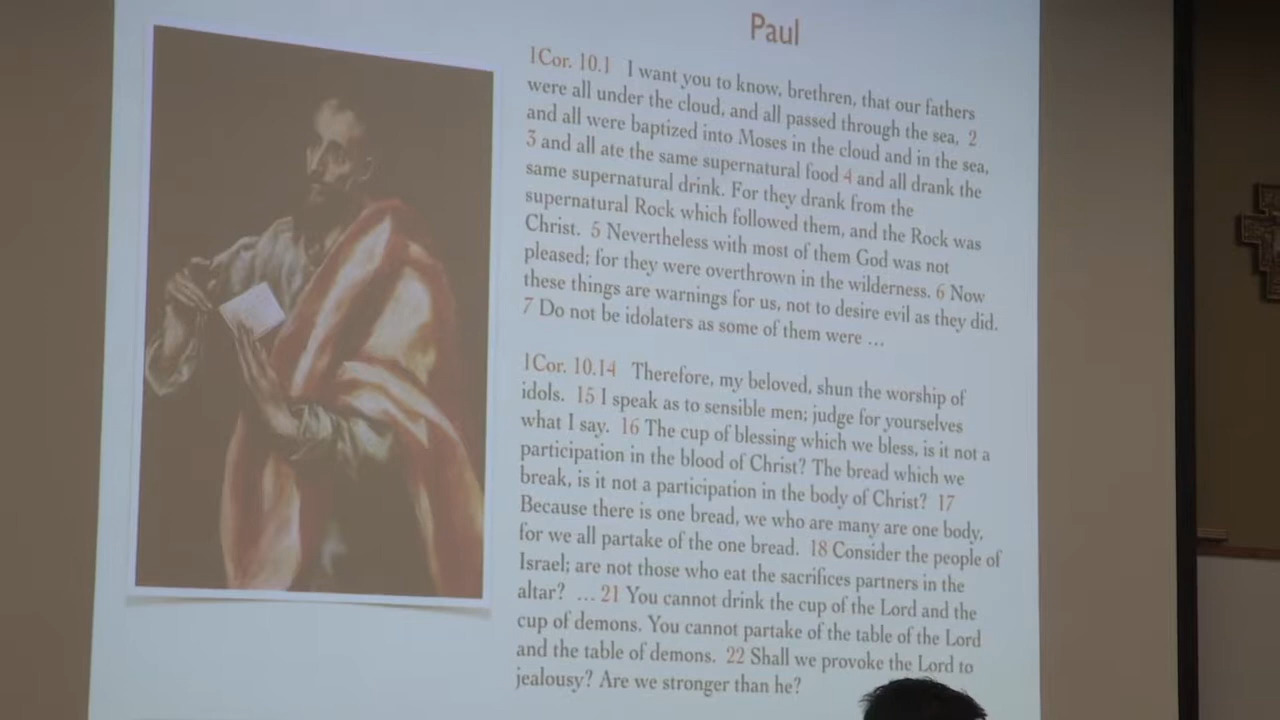 Paul
1Cor. 10.1 I want you to know, brethren, that our fathers
were all under the cloud, and all passed through the sea, 2
and all were baptized into Moses in the cloud and in the sea,
3 and all ate the same supernatural food 4 and all drank the
same supernatural drink. For they drank from the
supernatural Rock which followed them, and the Rock was
Christ. 5 Nevertheless with most of them God was not
pleased; for they were overthrown in the wilderness. 6 Now
these things are warnings for us, not to desire evil as they did.
7 Do not be idolaters as some of them were ...
1Cor. 10.14 Therefore, my beloved, shun the worship of
idols. 15 I speak as to sensible men; judge for yourselves
what I say. 16 The cup of blessing which we bless, is it not a
participation in the blood of Christ? The bread which we
break, is it not a participation in the body of Christ? 17
Because there is one bread, we who are many are one body,
for we all partake of the one bread. 18 Consider the people of
Israel; are not those who eat the sacrifices partners in the
altar? ... 21 You cannot drink the cup of the Lord and the
cup of demons. You cannot partake of the table of the Lord
and the table of demons. 22 Shall we provoke the Lord to
jealousy? Are we stronger than he?